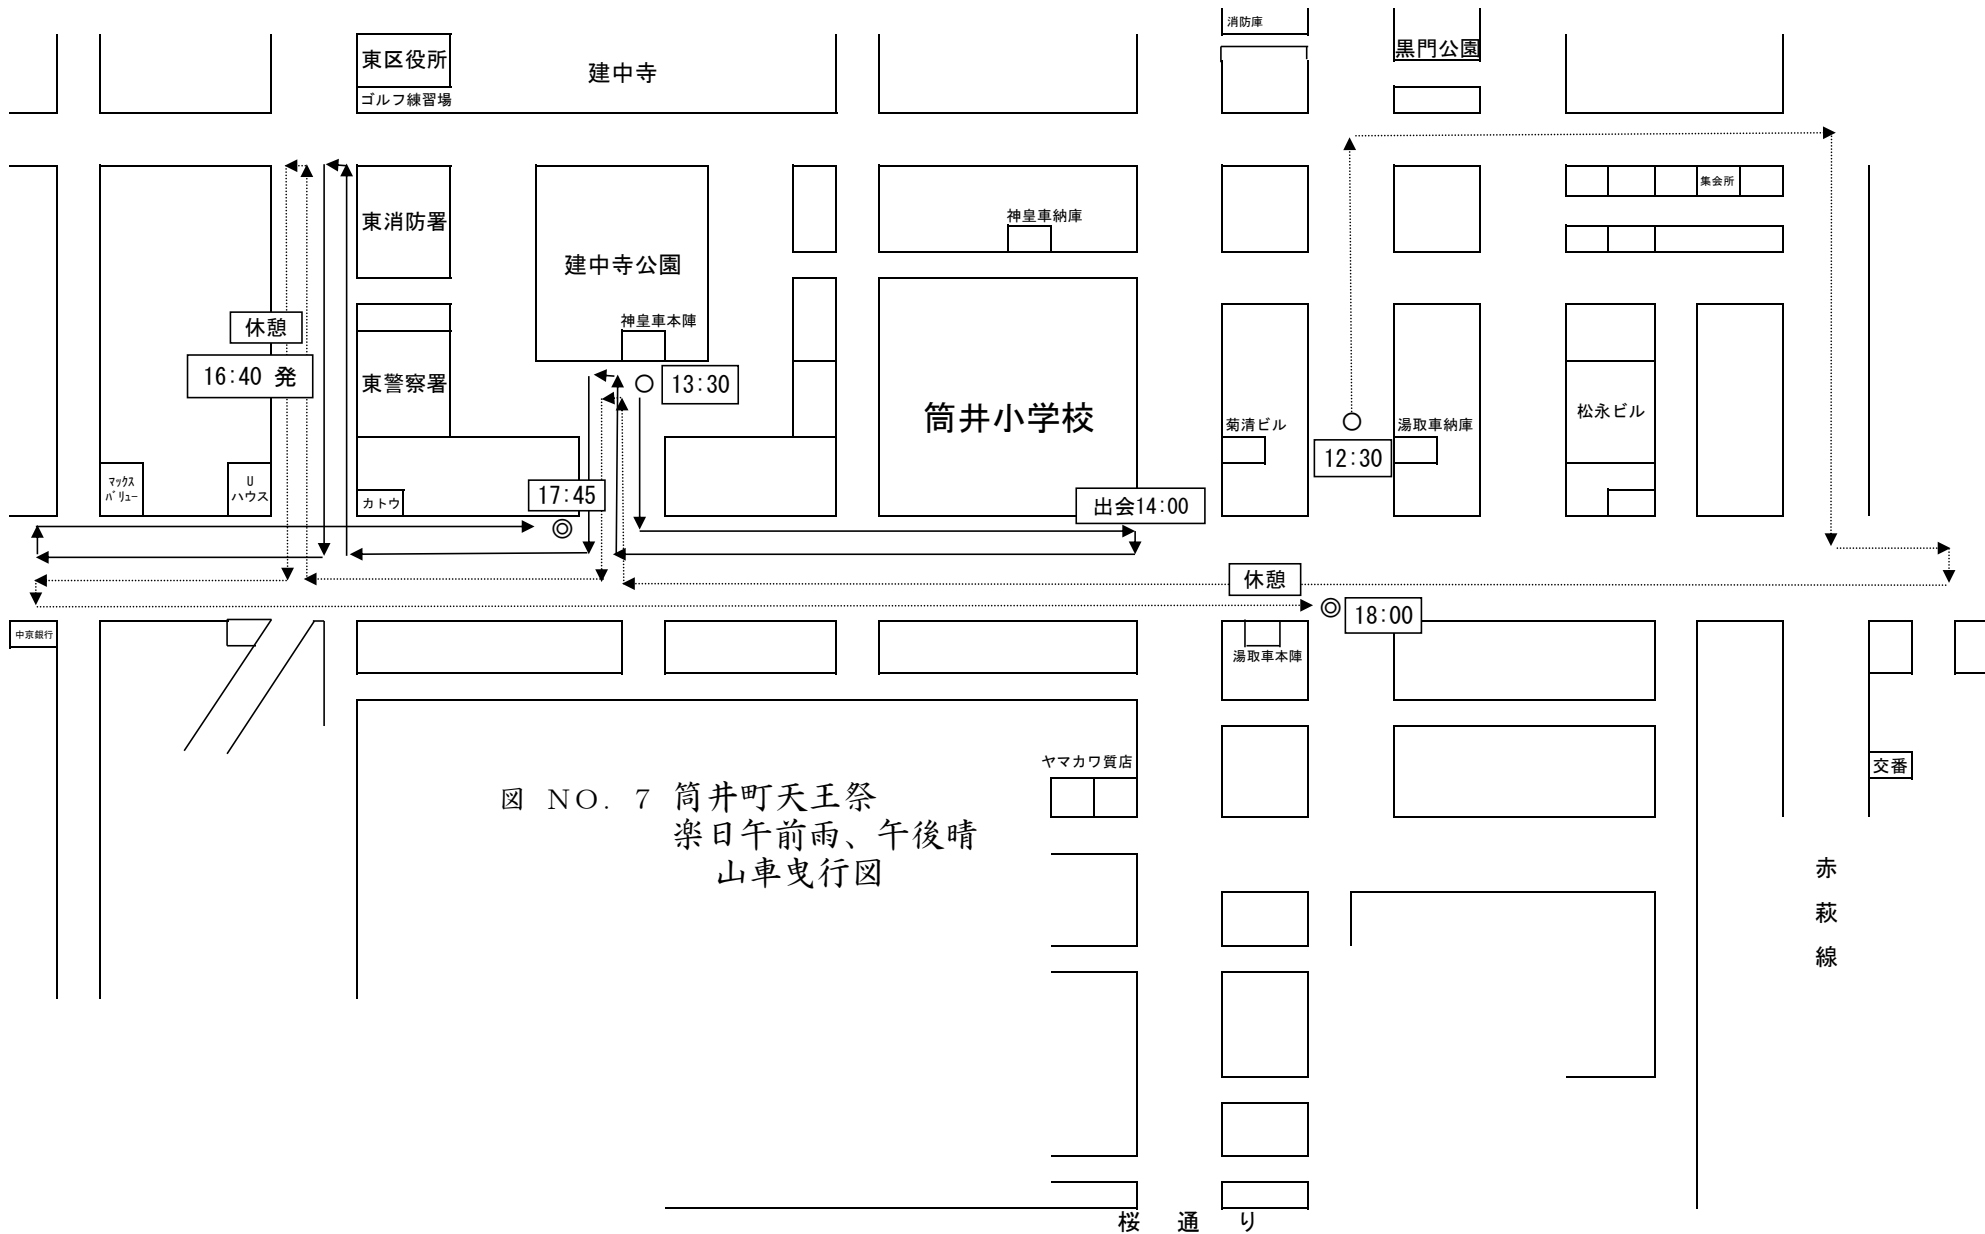 消防庫
東区役所
建中寺
黒門公園
ゴルフ練習場
集会所
東消防署
神皇車納庫
建中寺公園
休憩
神皇車本陣
16:40 発
東警察署
13:30
筒井小学校
菊清ビル
12:30
湯取車納庫
松永ビル
マックス
バリュー
U
ハウス
カトウ
17:45
出会14:00
休憩
18:00
中京銀行
湯取車本陣
ヤマカワ質店
交番
図 NO. 7 筒井町天王祭
楽日午前雨、午後晴
山車曳行図
赤
萩
線
桜 通 り